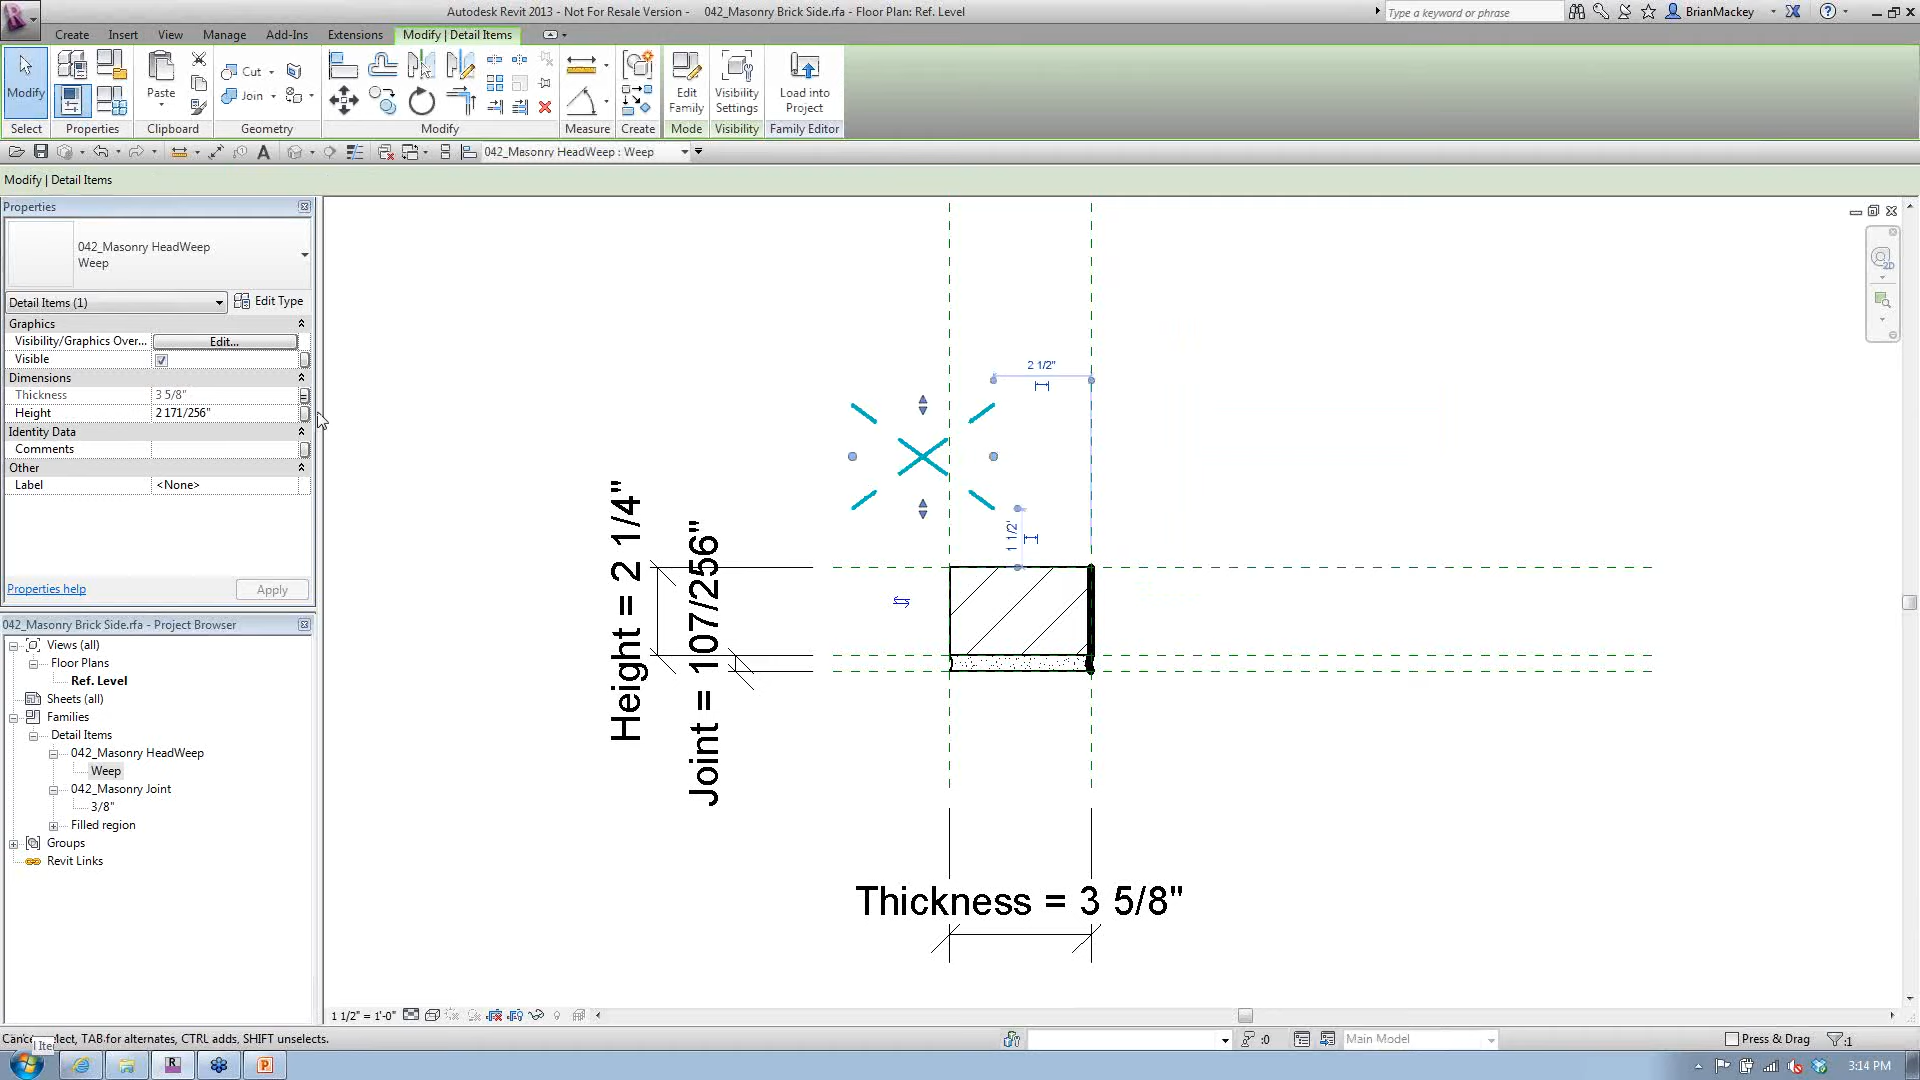 Autodesk Revit 2013 - Not For Resale Version - 042_Masonry Brick Side.rfa - Floor Plan: Ref. Level
Type a keyword or phrase
BrianMackey
Create Insert View Manage Add-Ins Extensions Modify | Detail Items
Modify
Paste
Cut
Join
Edit Family
Visibility Settings
Load into Project
Select Properties Clipboard Geometry Modify Measure Create Mode Visibility Family Editor
042_Masonry HeadWeep : Weep
Modify | Detail Items
Properties
042_Masonry HeadWeep
Weep
Detail Items (1)
Edit Type
Graphics
Visibility/Graphics Over... Edit...
Visible
Dimensions
Thickness 3 5/8"
Height 2 171/256"
Identity Data
Comments
Other
Label <None>
Properties help Apply
042_Masonry Brick Side.rfa - Project Browser
Views (all)
Floor Plans
Ref. Level
Sheets (all)
Families
Detail Items
042_Masonry HeadWeep
Weep
042_Masonry Joint
3/8"
Filled region
Groups
Revit Links
2 1/2"
1 1/2"
Height = 2 1/4"
Joint = 107/256"
Thickness = 3 5/8"
1 1/2" = 1'-0"
:0
Main Model
Press & Drag
:1
3:14 PM